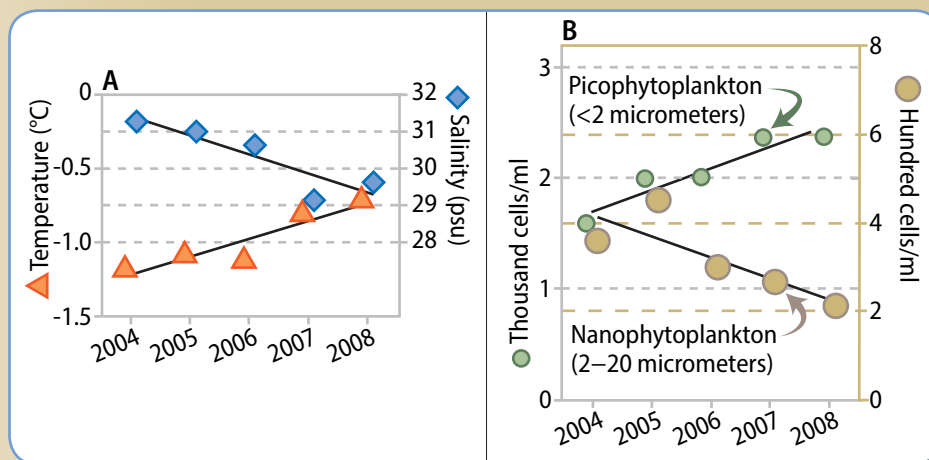 A
0
-0.5
-1.0
-1.5
Temperature (°C)
32
31
30
29
28
Salinity (psu)
2004
2005
2006
2007
2008
B
3
2
1
0
Thousand cells/ml
Picophytoplankton
(<2 micrometers)
Nanophytoplankton
(2–20 micrometers)
8
6
4
2
0
Hundred cells/ml
2004
2005
2006
2007
2008